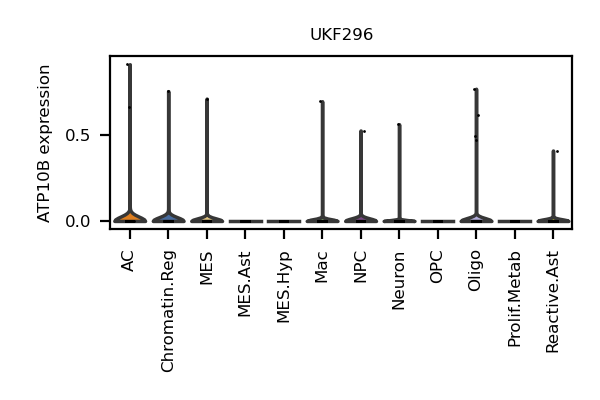 UKF296
ATP10B expression
0.5
0.0
AC
Chromatin.Reg
MES
MES.Ast
MES.Hyp
Mac
NPC
Neuron
OPC
Oligo
Prolif.Metab
Reactive.Ast